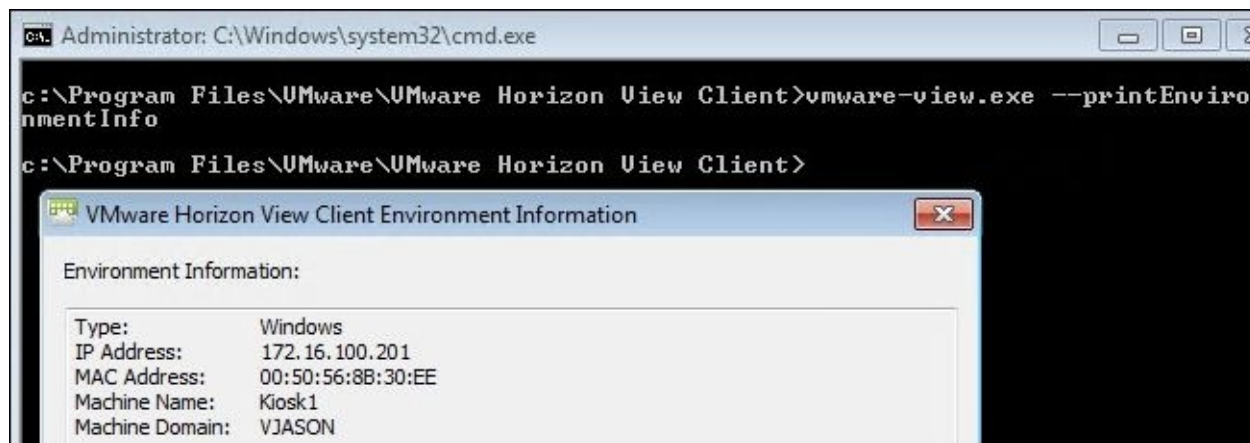 Administrator: C:\Windows\system32\cmd.exe
c:\Program Files\VMware\VMware Horizon View Client>vmware-view.exe --printEnviro
nmentInfo
c:\Program Files\VMware\VMware Horizon View Client>
VMware Horizon View Client Environment Information
Environment Information:
Type: Windows
IP Address: 172.16.100.201
MAC Address: 00:50:56:8B:30:EE
Machine Name: Kiosk1
Machine Domain: VJASON